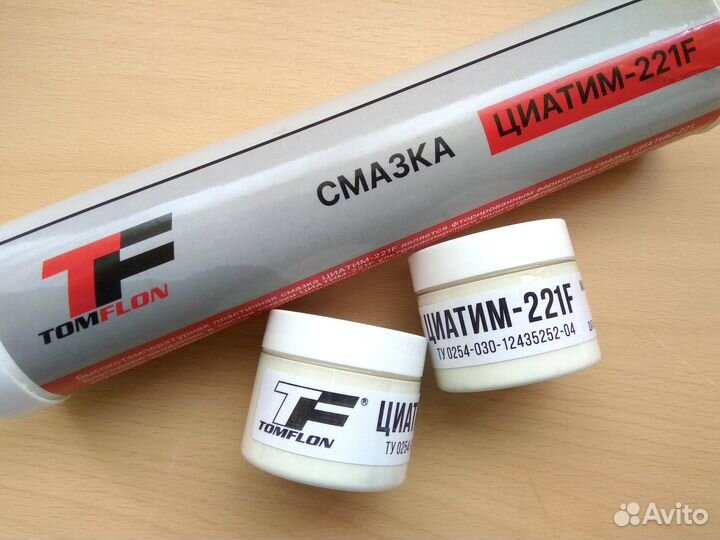 СМАЗКА
ЦИАТИМ-221F
TF
TOMFLON
Высокотемпературная пластичная смазка ЦИАТИМ-221F является фторированным вариантом смазки ЦИАТИМ-221.
ЦИАТИМ-221F
ТУ 0254-030-12435252-04
TF®
TOMFLON
ЦИАТ
ТУ 0254
Avito